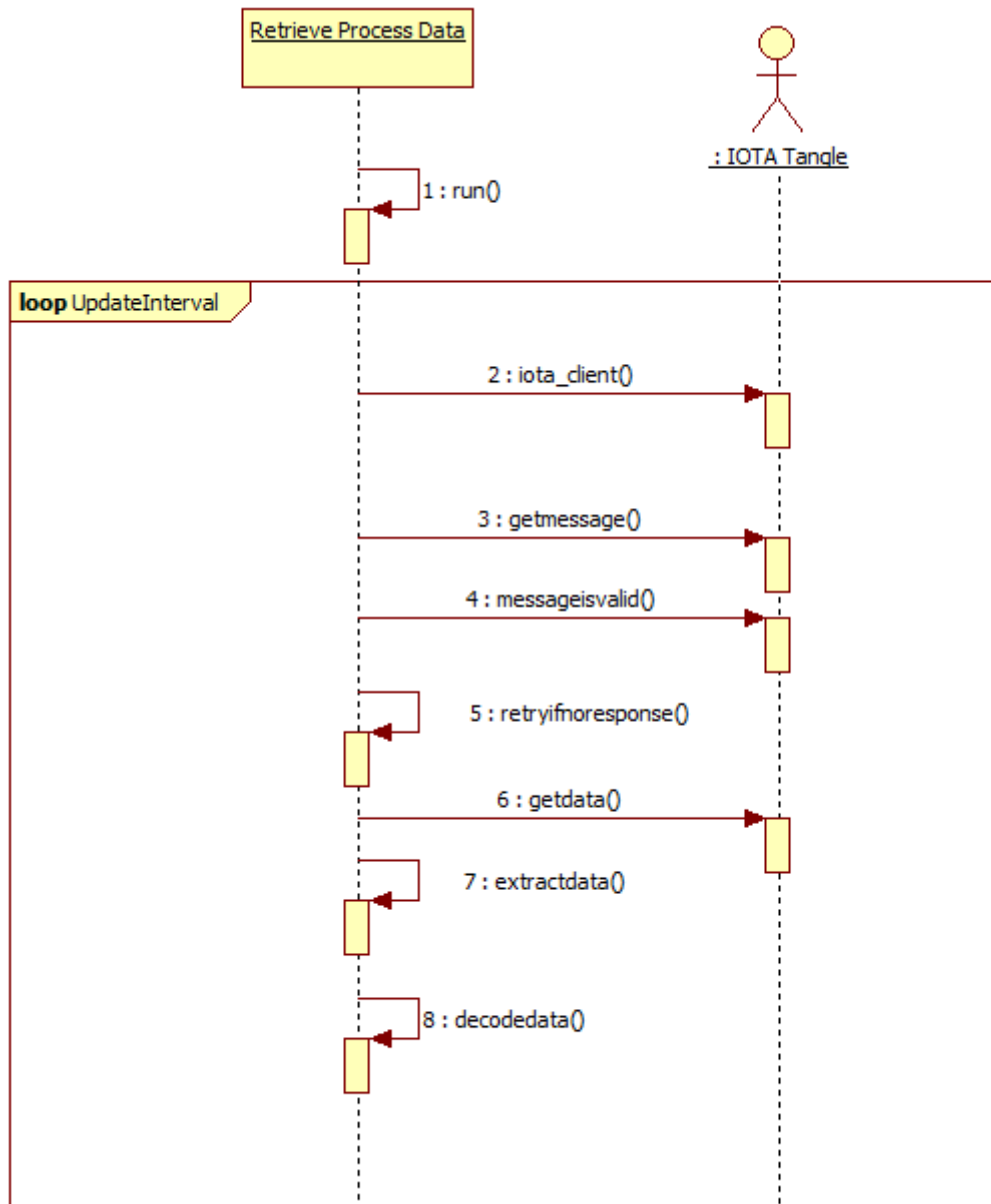 Retrieve Process Data
: IOTA Tangle
1 : run()
loop UpdateInterval
2 : iota_client()
3 : getmessage()
4 : messageisvalid()
5 : retryifnoresponse()
6 : getdata()
7 : extractdata()
8 : decodedata()